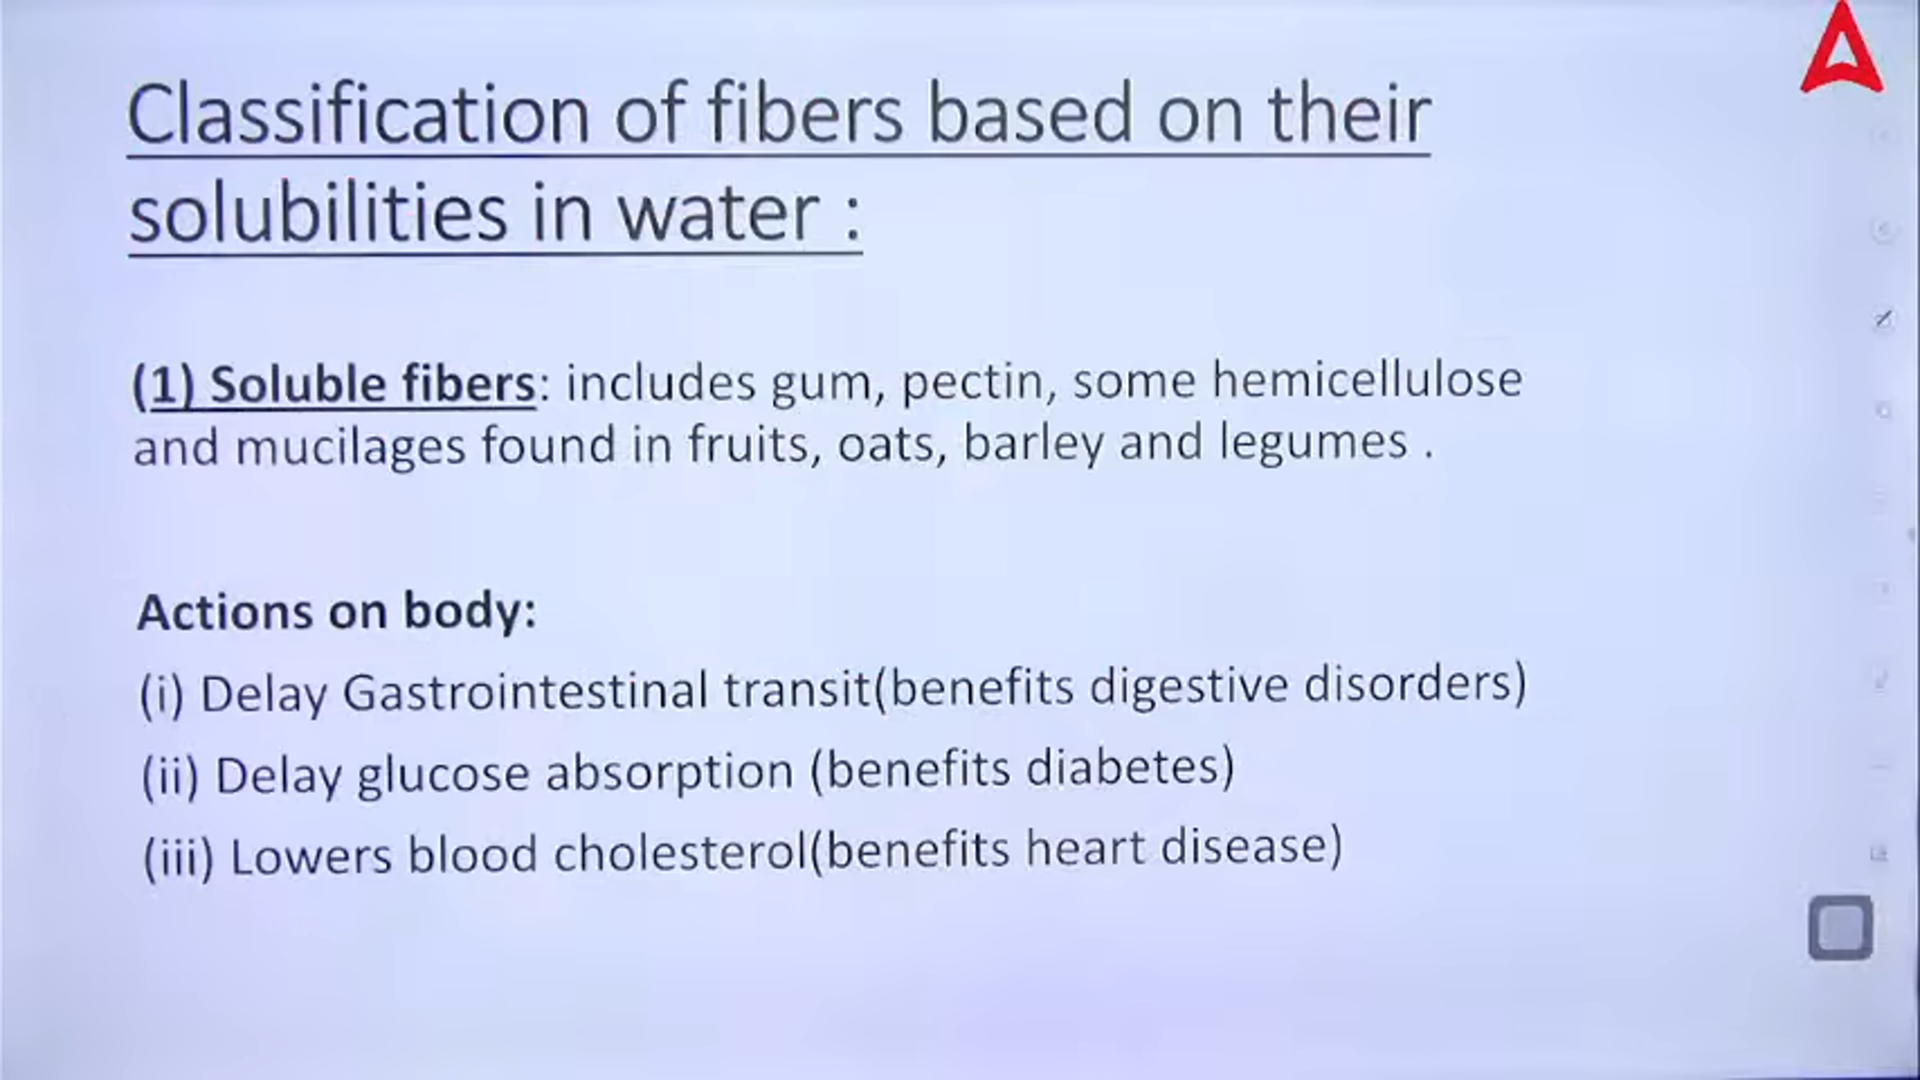 Classification of fibers based on their
solubilities in water :
(1) Soluble fibers: includes gum, pectin, some hemicellulose
and mucilages found in fruits, oats, barley and legumes .
Actions on body:
(i) Delay Gastrointestinal transit(benefits digestive disorders)
(ii) Delay glucose absorption (benefits diabetes)
(iii) Lowers blood cholesterol(benefits heart disease)